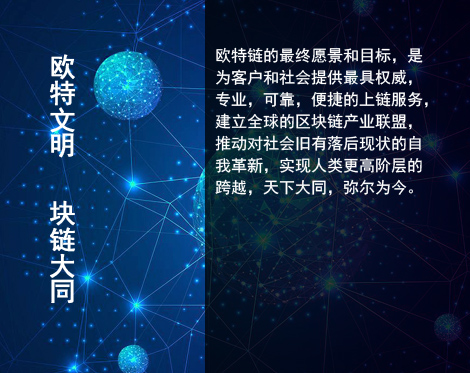 欧特文明
块链大同
欧特链的最终愿景和目标，是
为客户和社会提供最具权威，
专业，可靠，便捷的上链服务，
建立全球的区块链产业联盟，
推动对社会旧有落后现状的自
我革新，实现人类更高阶层的
跨越，天下大同，弥尔为今。